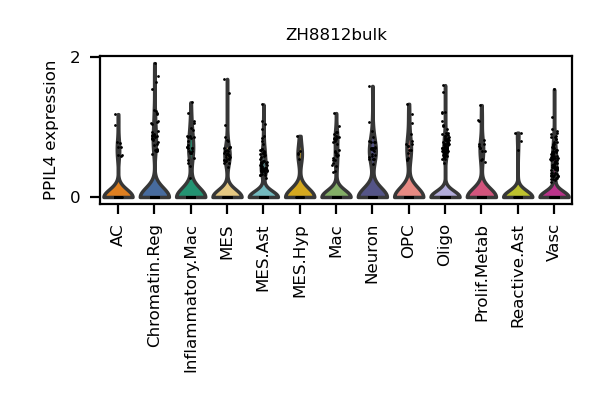 ZH8812bulk
PPIL4 expression
2
0
AC
Chromatin.Reg
Inflammatory.Mac
MES
MES.Ast
MES.Hyp
Mac
Neuron
OPC
Oligo
Prolif.Metab
Reactive.Ast
Vasc